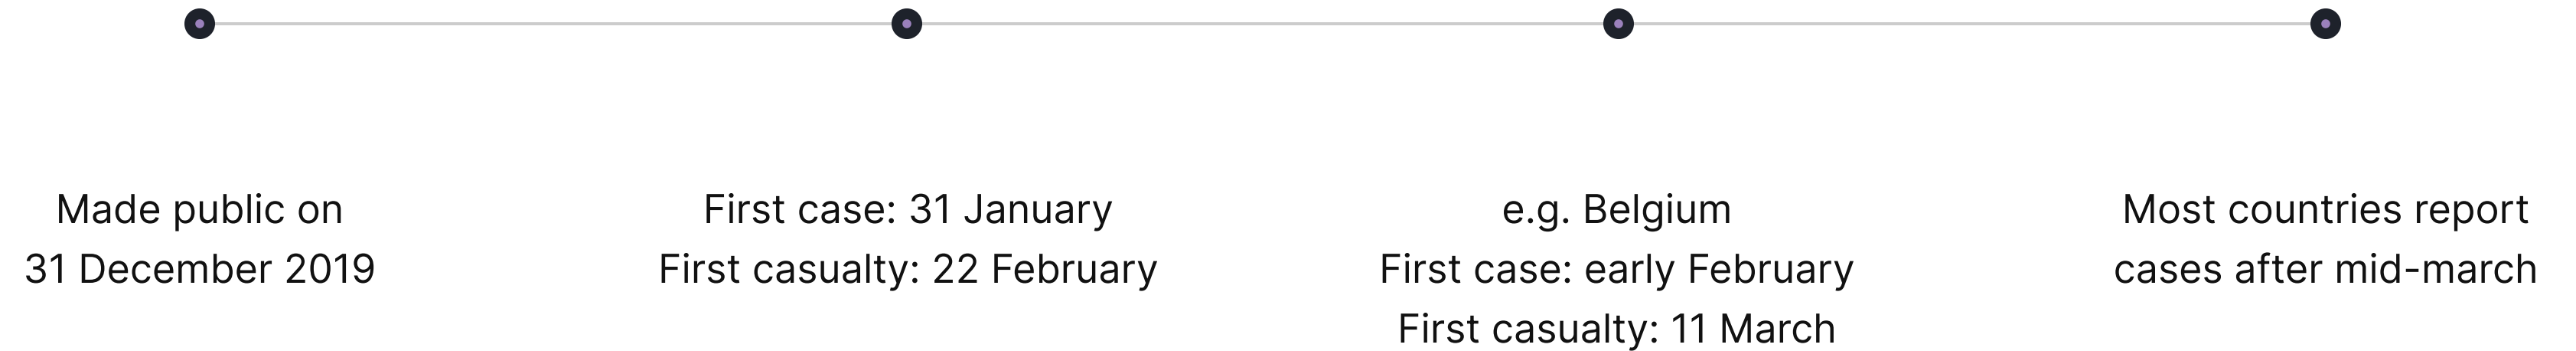 Made public on
31 December 2019
First case: 31 January
First casualty: 22 February
e.g. Belgium
First case: early February
First casualty: 11 March
Most countries report
cases after mid-march